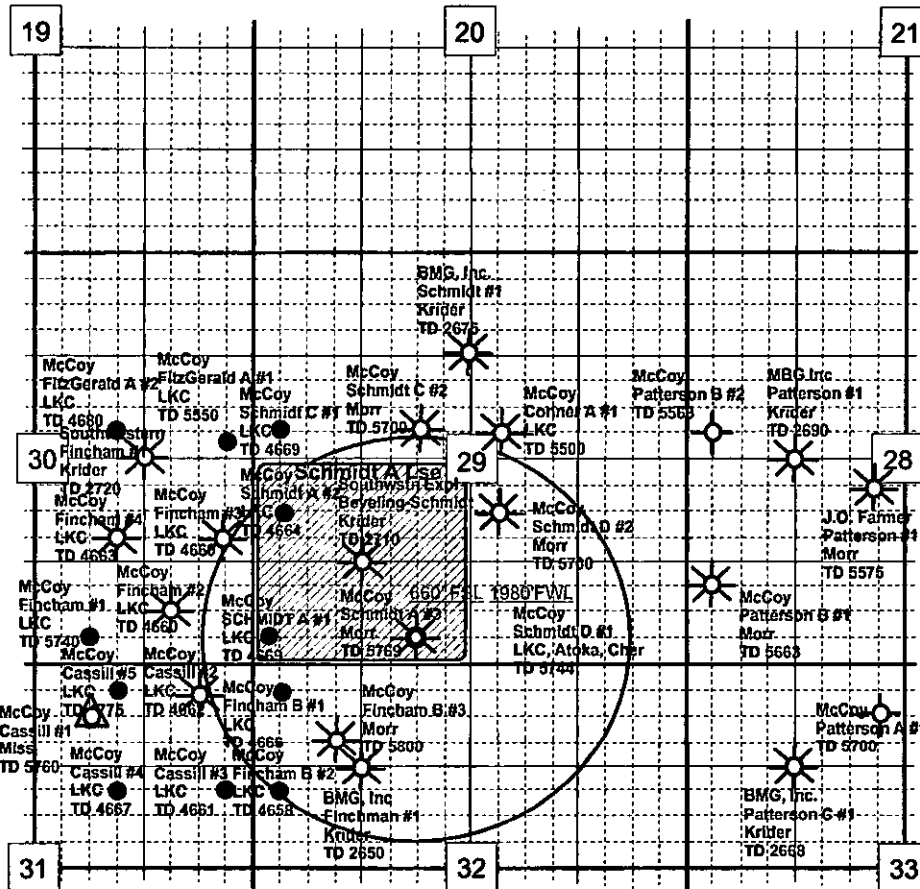 19
20
21
BMG, Inc.
Schmidt #1
Krider
TD 2675
McCoy
FitzGerald A #2
LKC
TD 4680
McCoy
FitzGerald A #1
LKC
TD 5550
McCoy
Schmidt C #1
LKC
TD 4669
McCoy
Schmidt C #2
Morr
TD 5700
McCoy
Conner A #1
LKC
TD 5500
McCoy
Patterson B #2
TD 5563
MBG Inc
Patterson #1
Krider
TD 2690
30
Southwestern
Fincham
Krider
TD 2720
Schmidt A Lse
29
28
McCoy
Schmidt A #2
LKC
TD 4664
Southwstrn Expl
Beveling-Schmidt
Krider
TD 2710
McCoy
Fincham #4
LKC
TD 4663
McCoy
Fincham #3
LKC
TD 4660
McCoy
Schmidt D #2
Morr
TD 5700
J.O. Farmer
Patterson #1
Morr
TD 5575
McCoy
Fincham #1
LKC
TD 5740
McCoy
Fincham #2
LKC
TD 4660
McCoy
SCHMIDT A #1
LKC
TD 4669
McCoy
Schmidt A #3
Morr
TD 5769
660' FSL 1980' FWL
McCoy
Schmidt D #1
LKC, Atoka, Cher
TD 5744
McCoy
Patterson B #1
Morr
TD 5663
McCoy
Cassill #5
LKC
McCoy
Cassill #2
LKC
TD 4662
McCoy
Fincham B #1
LKC
McCoy
Fincham B #3
Morr
TD 5800
McCoy
Cassill #1
Miss
TD 5760
McCoy
Patterson A #1
TD 5700
McCoy
Cassill #4
LKC
TD 4667
McCoy
Cassill #3
LKC
TD 4661
McCoy
Fincham B #2
LKC
TD 4658
BMG, Inc
Finchman #1
Krider
TD 2650
BMG, Inc.
Patterson C #1
Krider
TD 2668
31
32
33